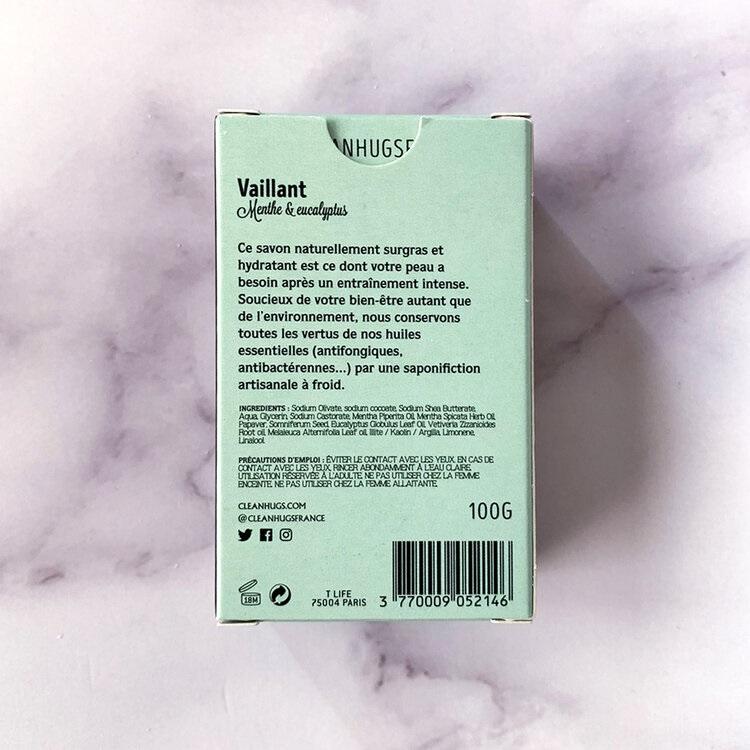 ANHUGSF
Vaillant
Menthe & eucalyptus
Ce savon naturellement surgras et
hydratant est ce dont votre peau a
besoin après un entraînement intense.
Soucieux de votre bien-être autant que
de l'environnement, nous conservons
toutes les vertus de nos huiles
essentielles (antifongiques,
antibactérennes...) par une saponifiction
artisanale à froid.
INGREDIENTS : Sodium Olivate, sodium cocoate, Sodium Shea Butterate,
Aqua, Glycerin, Sodium Castorate, Mentha Piperita Oil, Mentha Spicata Herb Oil,
Papaver, Somniferum Seed, Eucalyptus Globulus Leaf Oil, Vetiveria Zizzanioides
Root oil, Melaleuca Alternifolia Leaf oil, Illite / Kaolin / Argilla, Limonene,
Linalool
PRÉCAUTIONS D'EMPLOI : ÉVITER LE CONTACT AVEC LES YEUX. EN CAS DE
CONTACT AVEC LES YEUX, RINCER ABONDAMMENT À L'EAU CLAIRE.
UTILISATION RÉSERVÉE À L'ADULTE. NE PAS UTILISER CHEZ LA FEMME
ENCEINTE. NE PAS UTILISER CHEZ LA FEMME ALLAITANTE.
CLEANHUGS.COM
@CLEANHUGSFRANCE
100G
18M
T LIFE
75004 PARIS
3 770009 052146